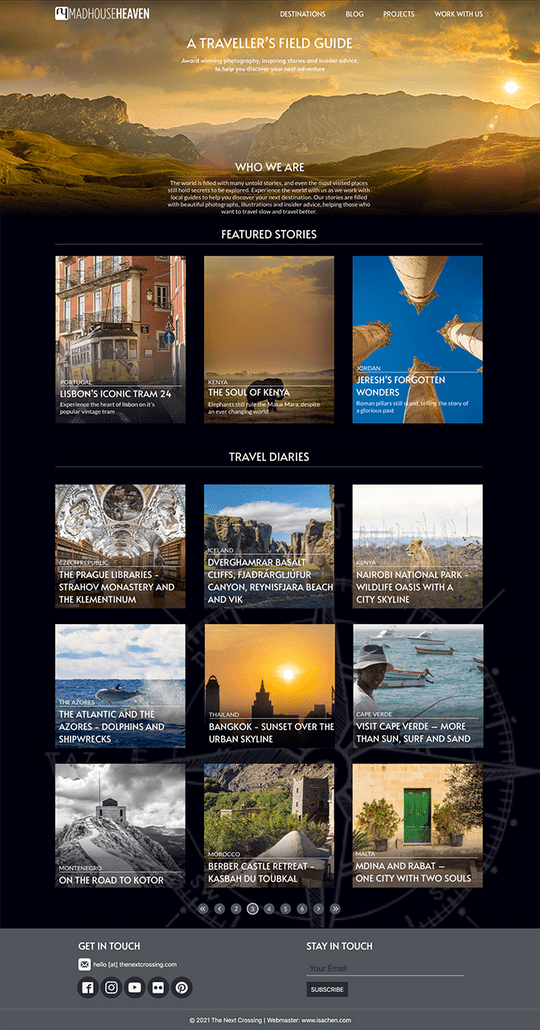 MADHOUSEHEAVEN
DESTINATIONS BLOG PROJECTS WORK WITH US
A TRAVELLER'S FIELD GUIDE
Award winning photography, inspiring stories and insider advice,
to help you discover your next adventure
WHO WE ARE
The world is filled with many untold stories, and even the most visited places
still hold secrets to be explored. Experience the world with us as we work with
local guides to help you discover your next destination. Our stories are filled
with beautiful photographs, illustrations and insider advice, helping those who
want to travel slow and travel better.
FEATURED STORIES
PORTUGAL
LISBON'S ICONIC TRAM 24
Experience the heart of lisbon on it's
popular vintage tram
KENYA
THE SOUL OF KENYA
Elephants still rule the Masai Mara, despite
an ever changing world
JORDAN
JERESH'S FORGOTTEN
WONDERS
Roman pillars still stand, telling the story of
a glorious past
TRAVEL DIARIES
CZECH REPUBLIC
THE PRAGUE LIBRARIES -
STRAHOV MONASTERY AND
THE KLEMENTINUM
ICELAND
DVERGHAMRAR BASALT
CLIFFS, FJAÐRÁRGLJÚFUR
CANYON, REYNISFJARA BEACH
AND VIK
KENYA
NAIROBI NATIONAL PARK -
WILDLIFE OASIS WITH A
CITY SKYLINE
THE AZORES
THE ATLANTIC AND THE
AZORES - DOLPHINS AND
SHIPWRECKS
THAILAND
BANGKOK - SUNSET OVER THE
URBAN SKYLINE
CAPE VERDE
VISIT CAPE VERDE – MORE
THAN SUN, SURF AND SAND
MONTENEGRO
ON THE ROAD TO KOTOR
MOROCCO
BERBER CASTLE RETREAT -
KASBAH DU TOUBKAL
MALTA
MDINA AND RABAT –
ONE CITY WITH TWO SOULS
« ‹ 2 3 4 5 6 › »
GET IN TOUCH
hello [at] thenextcrossing.com
STAY IN TOUCH
Your Email
SUBSCRIBE
© 2021 The Next Crossing | Webmaster: www.isachen.com